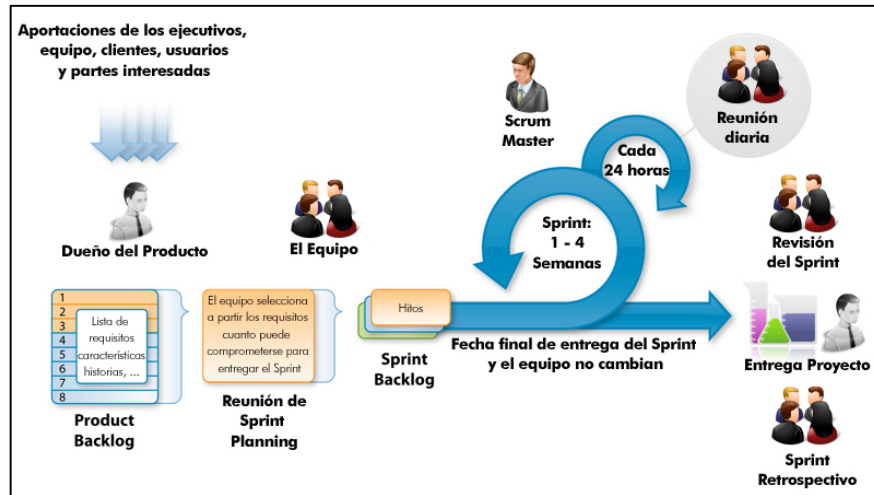 Aportaciones de los ejecutivos,
equipo, clientes, usuarios
y partes interesadas
Dueño del Producto
El Equipo
Scrum
Master
Cada
24 horas
Reunión
diaria
Sprint:
1 - 4
Semanas
Revisión
del Sprint
1
2
3
4
5
6
7
8
Lista de
requisitos
características
historias, ...
Product
Backlog
El equipo selecciona
a partir los requisitos
cuanto puede
comprometerse para
entregar el Sprint
Reunión de
Sprint
Planning
Hitos
Sprint
Backlog
Fecha final de entrega del Sprint
y el equipo no cambian
Entrega Proyecto
Sprint
Retrospectivo